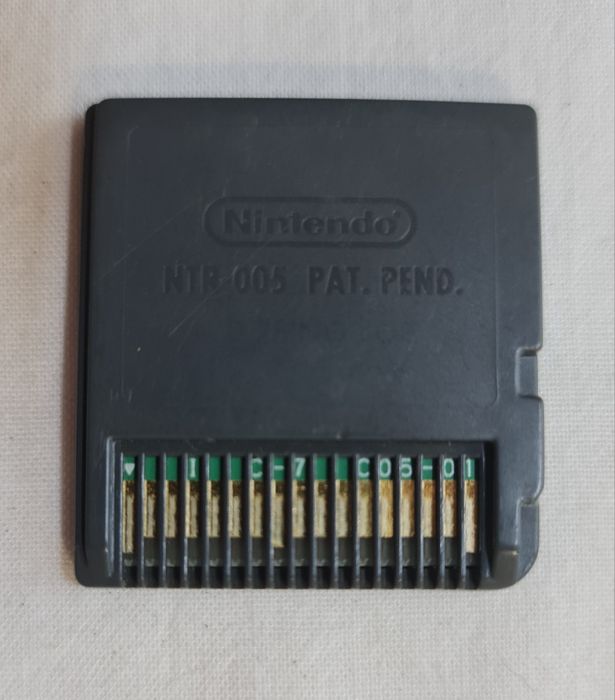 Nintendo®
NTR-005 PAT. PEND.
▼ I C-7 C05-01